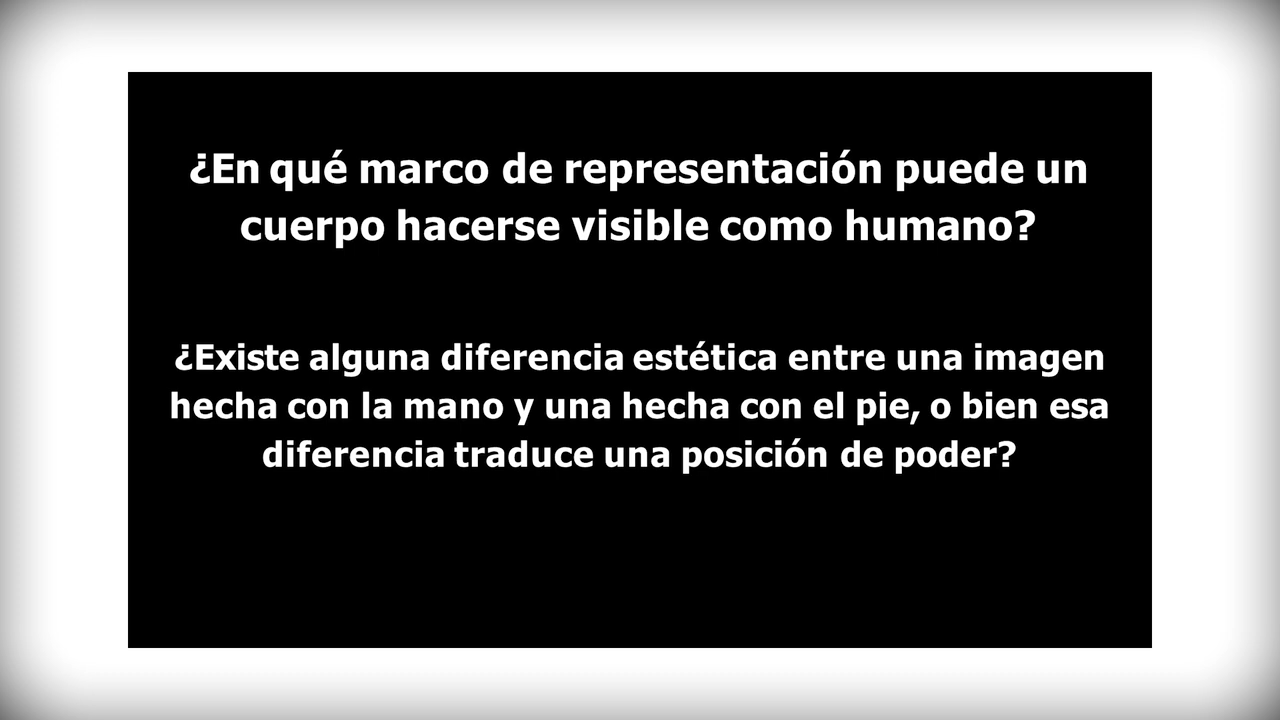 ¿En qué marco de representación puede un
cuerpo hacerse visible como humano?
¿Existe alguna diferencia estética entre una imagen
hecha con la mano y una hecha con el pie, o bien esa
diferencia traduce una posición de poder?